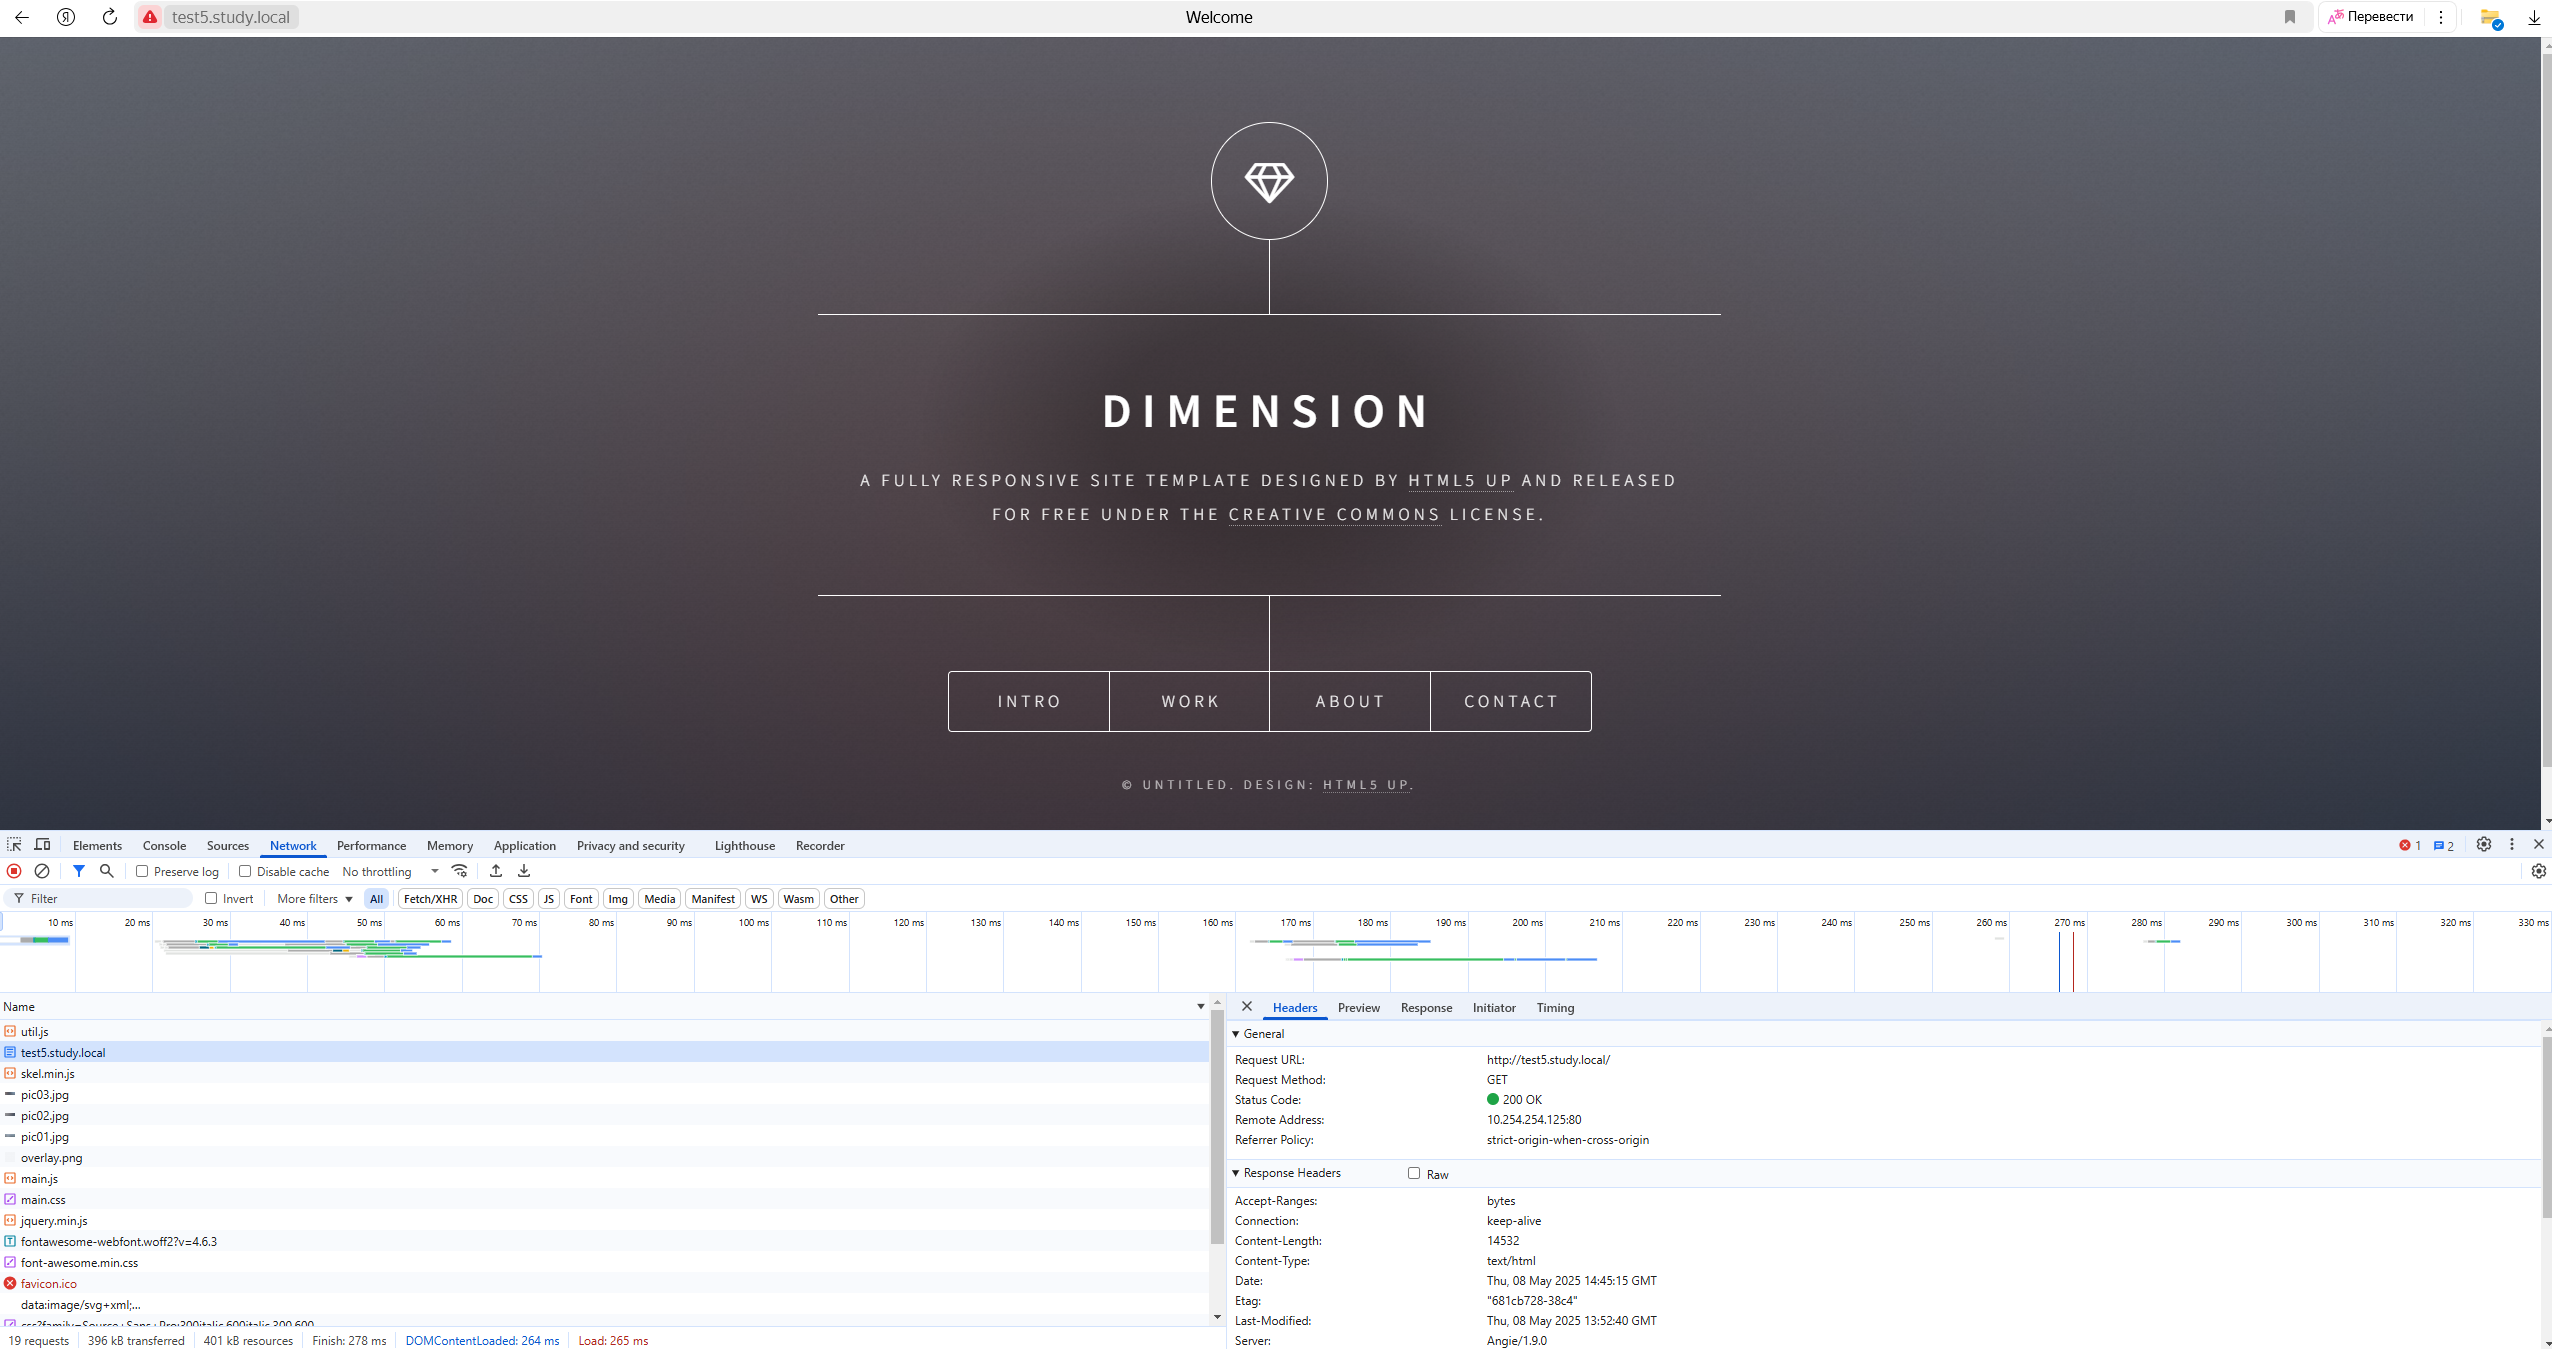 test5.study.local
Welcome
Перевести
DIMENSION
A FULLY RESPONSIVE SITE TEMPLATE DESIGNED BY HTML5 UP AND RELEASED
FOR FREE UNDER THE CREATIVE COMMONS LICENSE.
INTRO WORK ABOUT CONTACT
© UNTITLED. DESIGN: HTML5 UP.
Elements Console Sources Network Performance Memory Application Privacy and security Lighthouse Recorder 1 2
Preserve log Disable cache No throttling
Filter Invert More filters All Fetch/XHR Doc CSS JS Font Img Media Manifest WS Wasm Other
10 ms 20 ms 30 ms 40 ms 50 ms 60 ms 70 ms 80 ms 90 ms 100 ms 110 ms 120 ms 130 ms 140 ms 150 ms 160 ms 170 ms 180 ms 190 ms 200 ms 210 ms 220 ms 230 ms 240 ms 250 ms 260 ms 270 ms 280 ms 290 ms 300 ms 310 ms 320 ms 330 ms
Name
util.js
test5.study.local
skel.min.js
pic03.jpg
pic02.jpg
pic01.jpg
overlay.png
main.js
main.css
jquery.min.js
fontawesome-webfont.woff2?v=4.6.3
font-awesome.min.css
favicon.ico
data:image/svg+xml;...
css?family=Source+Sans+Pro:300italic,600italic,300,600
19 requests 396 kB transferred 401 kB resources Finish: 278 ms DOMContentLoaded: 264 ms Load: 265 ms
Headers Preview Response Initiator Timing
General
Request URL: http://test5.study.local/
Request Method: GET
Status Code: 200 OK
Remote Address: 10.254.254.125:80
Referrer Policy: strict-origin-when-cross-origin
Response Headers Raw
Accept-Ranges: bytes
Connection: keep-alive
Content-Length: 14532
Content-Type: text/html
Date: Thu, 08 May 2025 14:45:15 GMT
Etag: "681cb728-38c4"
Last-Modified: Thu, 08 May 2025 13:52:40 GMT
Server: Angie/1.9.0